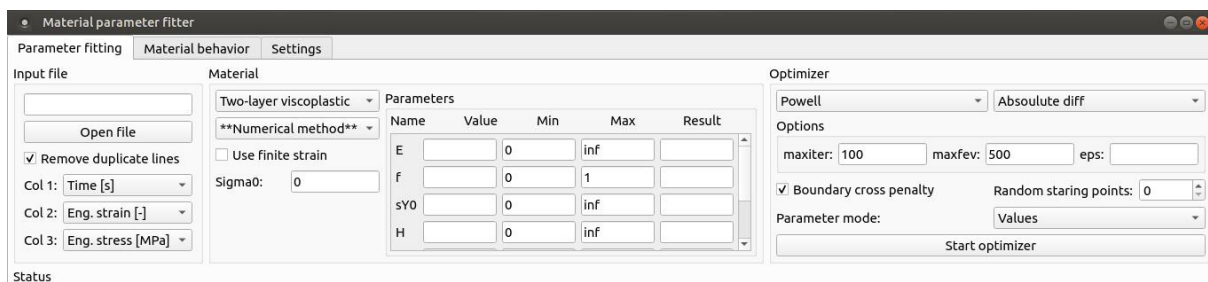 Material parameter fitter
Parameter fitting Material behavior Settings
Input file
Open file
Remove duplicate lines
Col 1: Time [s]
Col 2: Eng. strain [-]
Col 3: Eng. stress [MPa]
Material
Two-layer viscoplastic
**Numerical method**
Use finite strain
Sigma0: 0
Parameters
Name Value Min Max Result
E 0 inf
f 0 1
sY0 0 inf
H 0 inf
Optimizer
Powell Absoulute diff
Options
maxiter: 100 maxfev: 500 eps:
Boundary cross penalty Random staring points: 0
Parameter mode: Values
Start optimizer
Status